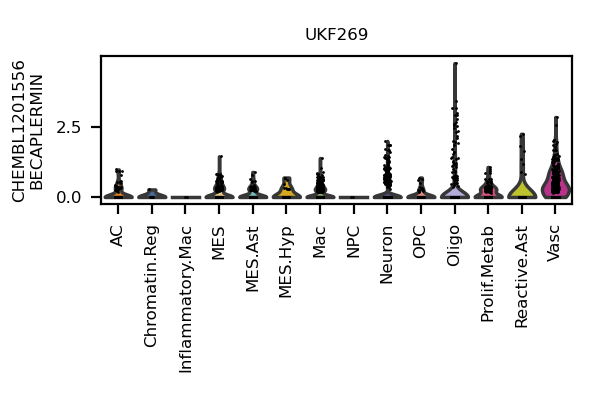 UKF269
CHEMBL1201556
BECAPLERMIN
2.5
0.0
AC
Chromatin.Reg
Inflammatory.Mac
MES
MES.Ast
MES.Hyp
Mac
NPC
Neuron
OPC
Oligo
Prolif.Metab
Reactive.Ast
Vasc